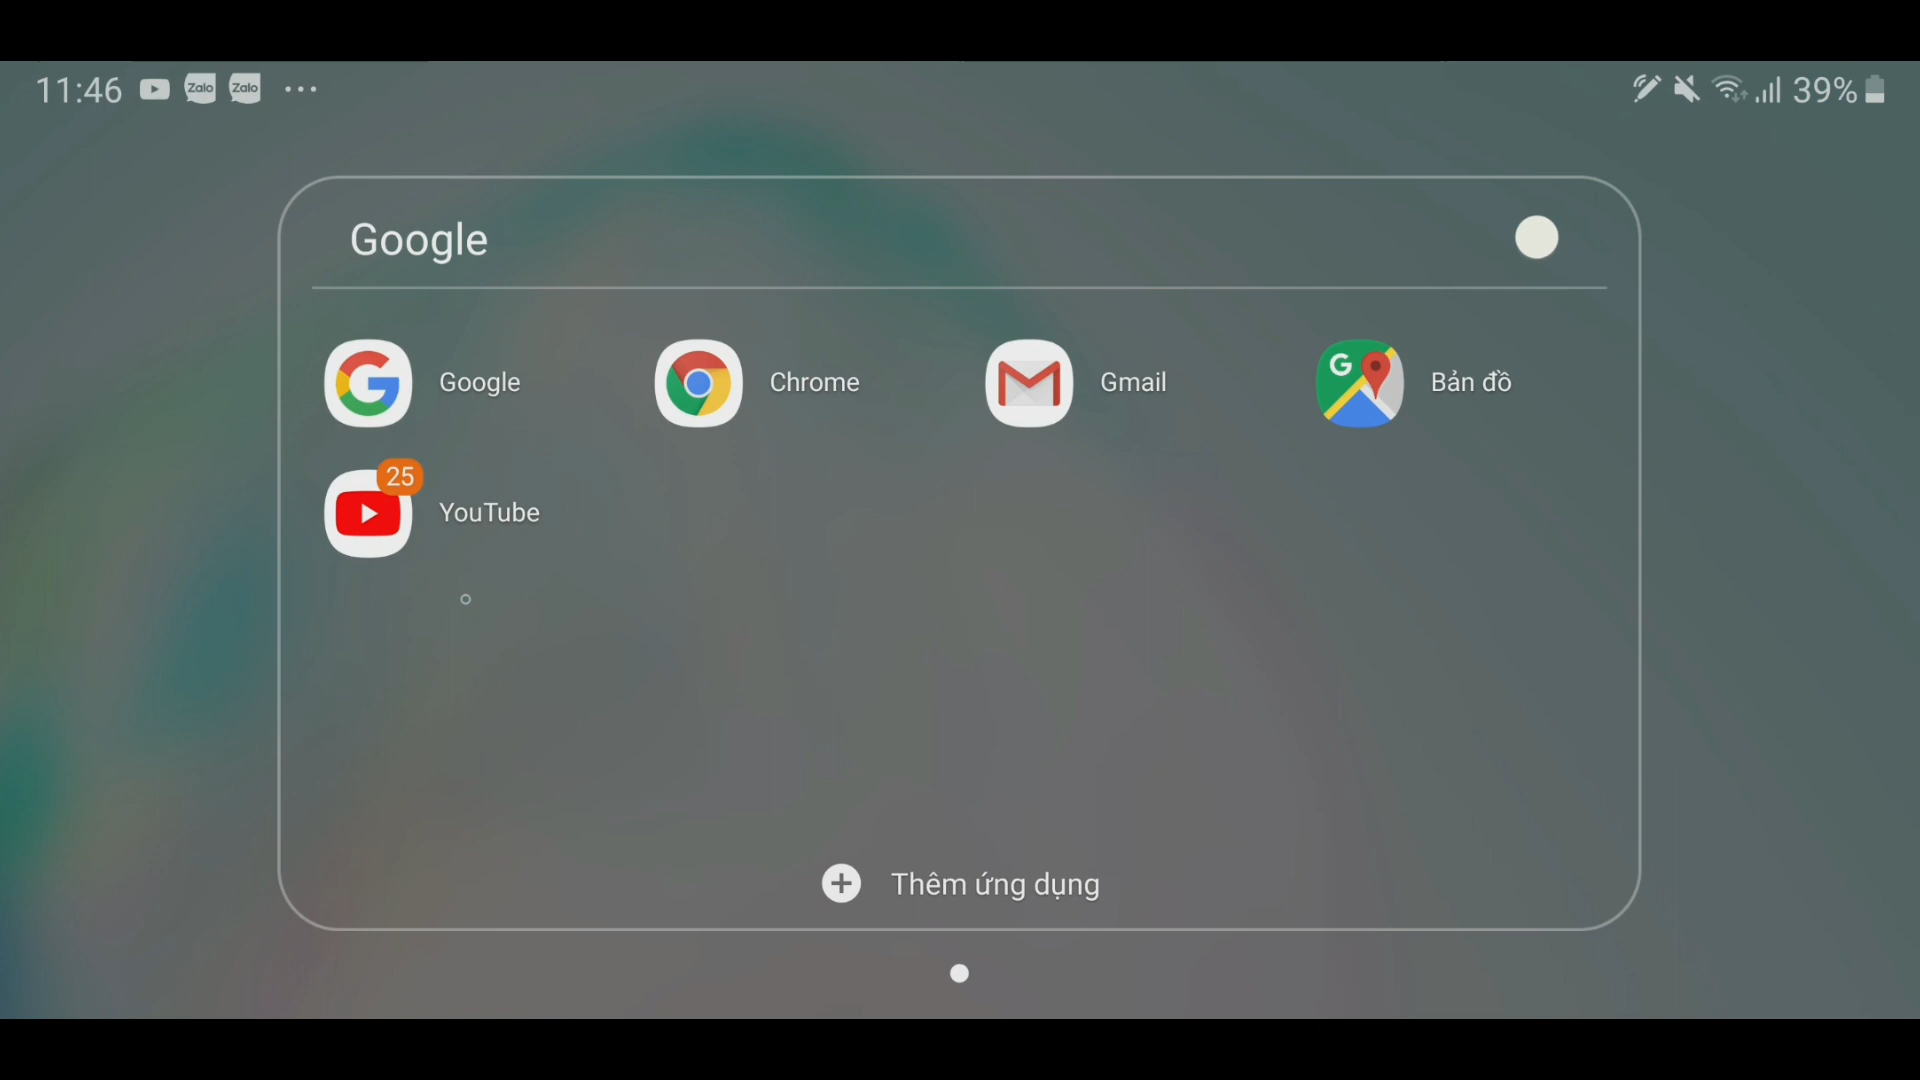 11:46 Zalo Zalo 39%
Google
Google Chrome Gmail G Bản đồ
25
YouTube
Thêm ứng dụng